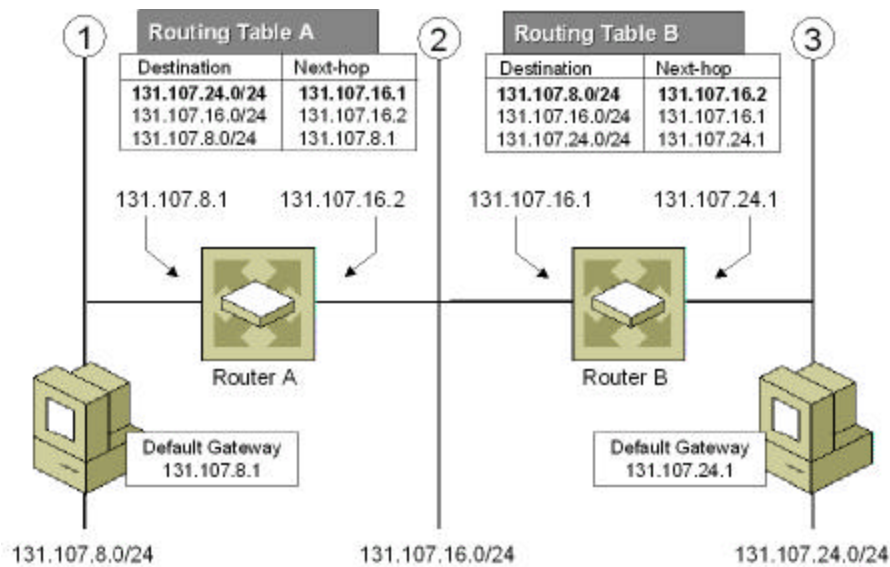 1
Routing Table A
2
Routing Table B
3
Destination Next-hop
131.107.24.0/24 131.107.16.1
131.107.16.0/24 131.107.16.2
131.107.8.0/24 131.107.8.1
Destination Next-hop
131.107.8.0/24 131.107.16.2
131.107.16.0/24 131.107.16.1
131.107.24.0/24 131.107.24.1
131.107.8.1
131.107.16.2
131.107.16.1
131.107.24.1
Router A
Router B
Default Gateway
131.107.8.1
Default Gateway
131.107.24.1
131.107.8.0/24
131.107.16.0/24
131.107.24.0/24